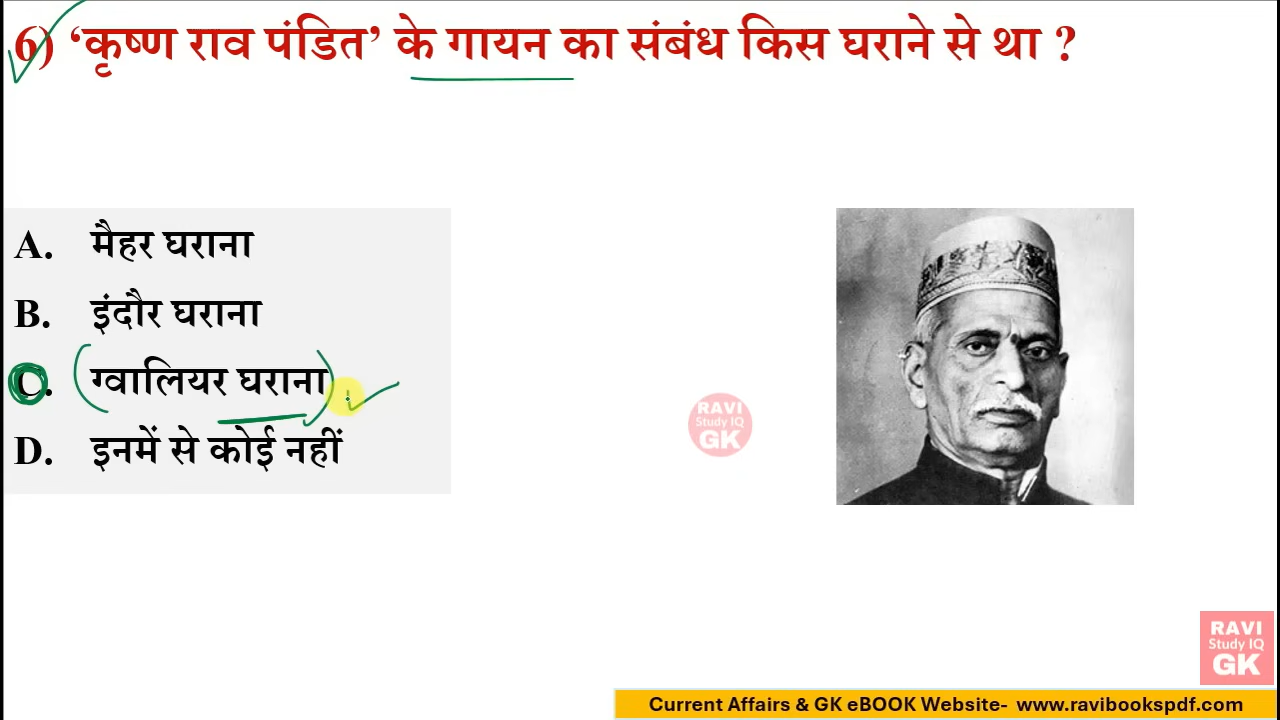 6) ‘कृष्ण राव पंडित’ के गायन का संबंध किस घराने से था ?
A. मैहर घराना
B. इंदौर घराना
C. ग्वालियर घराना
D. इनमें से कोई नहीं
RAVI
Study IQ
GK
RAVI
Study IQ
GK
Current Affairs & GK eBOOK Website- www.ravibookspdf.com